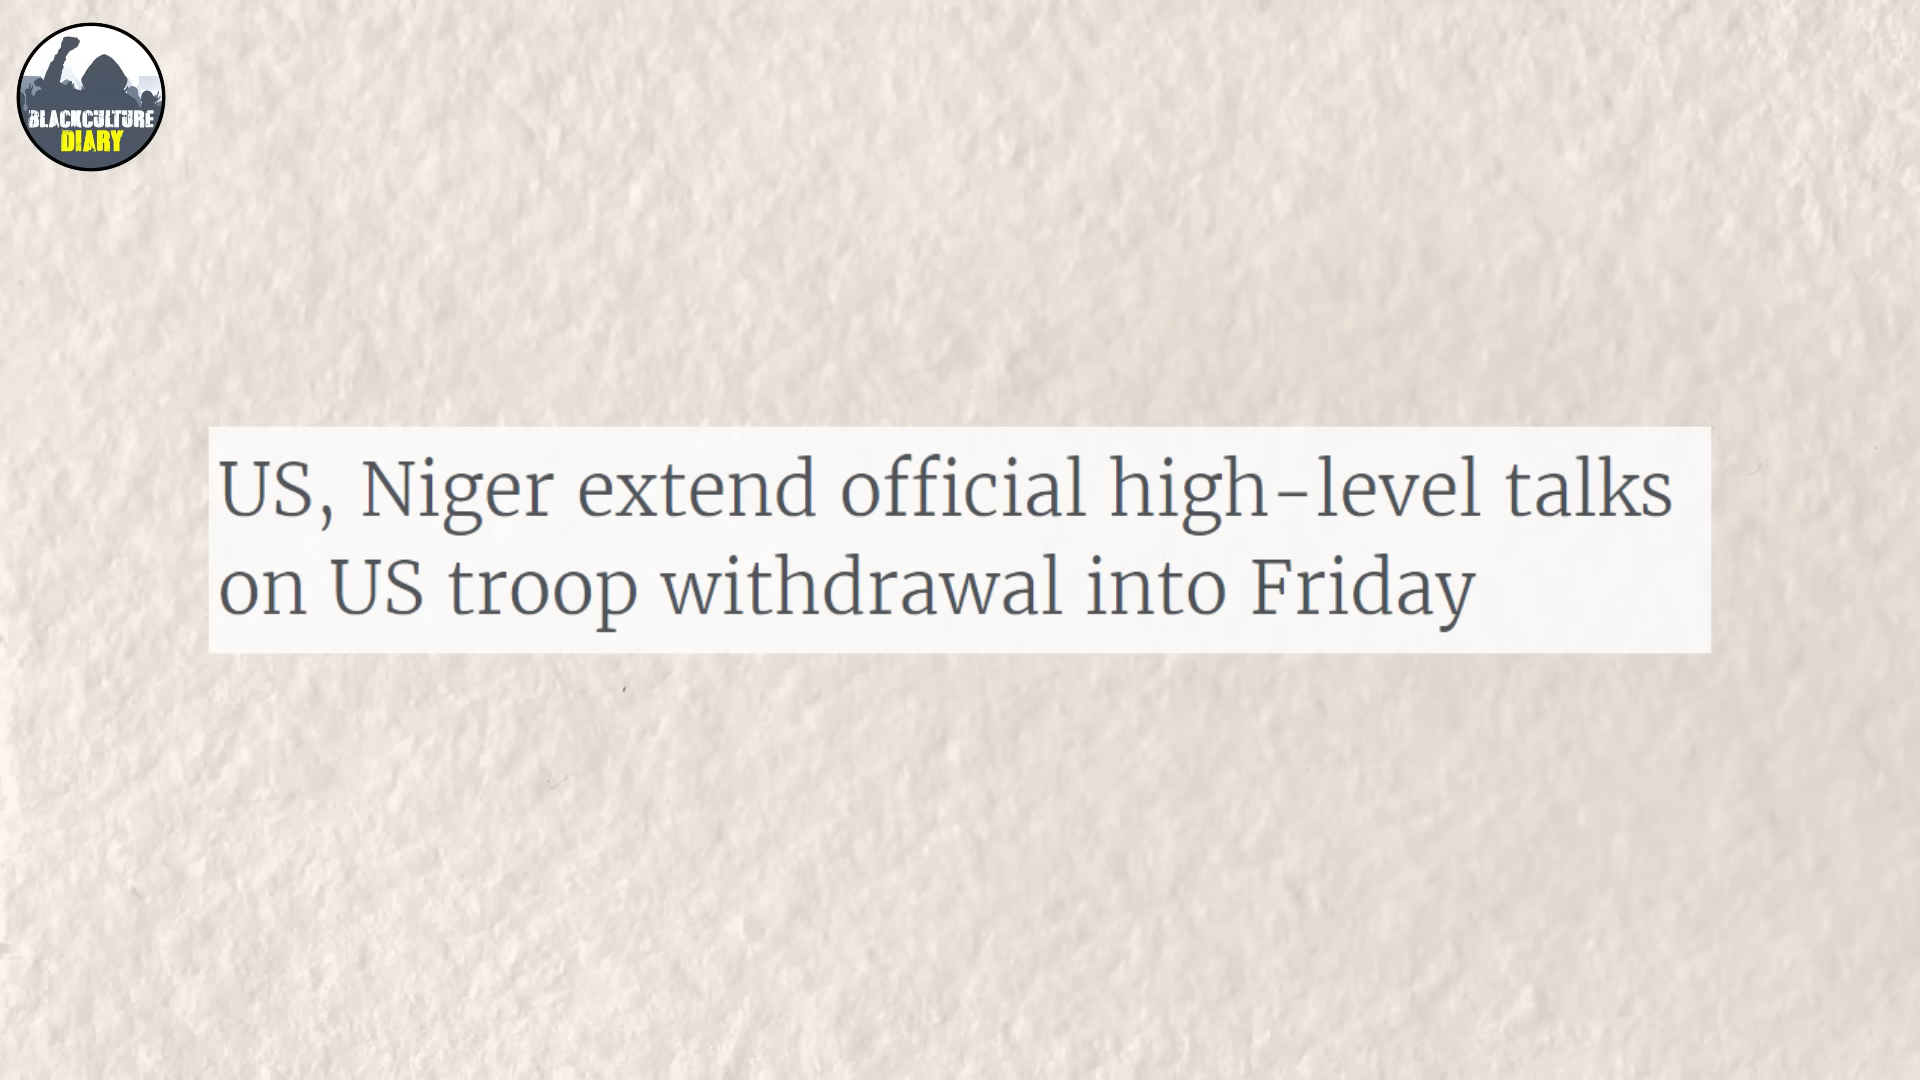 BLACKCULTURE
DIARY
US, Niger extend official high-level talks
on US troop withdrawal into Friday